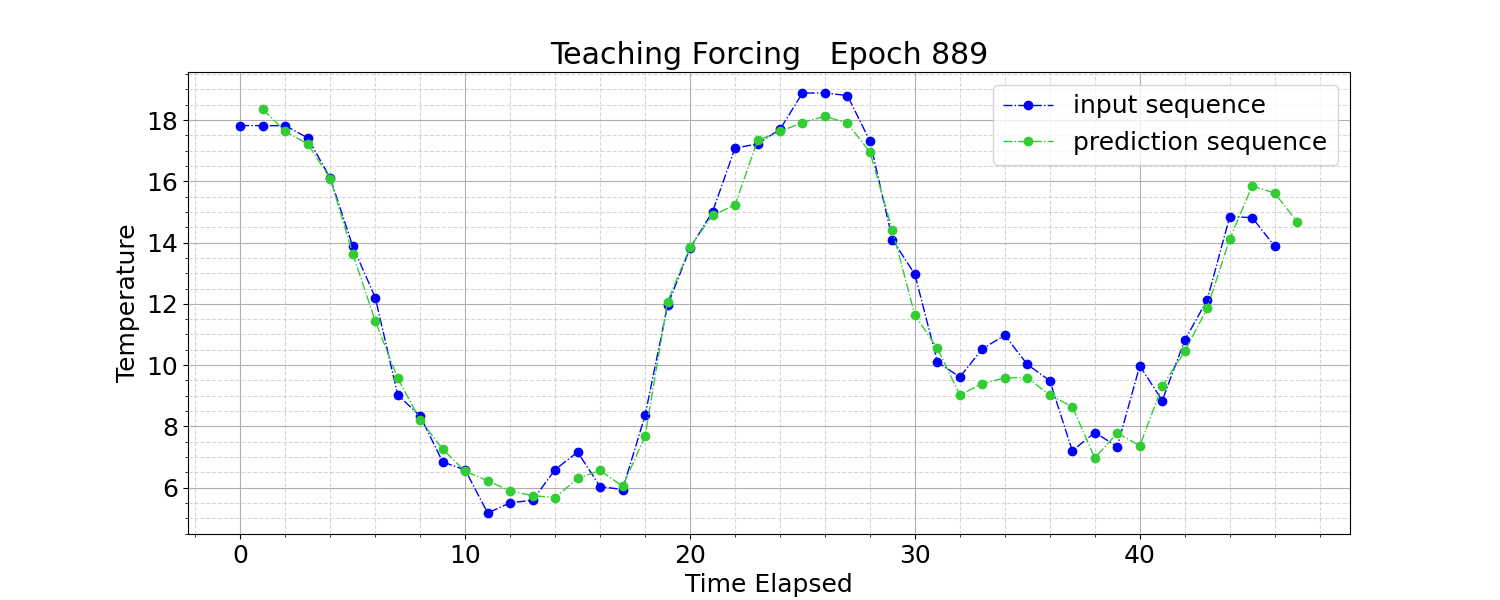 Teaching Forcing   Epoch 889
input sequence
prediction sequence
Temperature
18
16
14
12
10
8
6
0 10 20 30 40
Time Elapsed